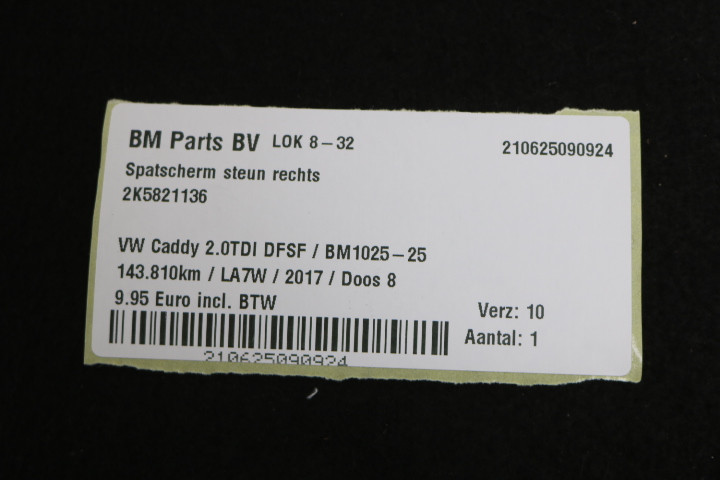 BM Parts BV LOK 8-32 210625090924
Spatscherm steun rechts
2K5821136
VW Caddy 2.0TDI DFSF / BM1025-25
143.810km / LA7W / 2017 / Doos 8
9.95 Euro incl. BTW
Verz: 10
Aantal: 1
210625090924